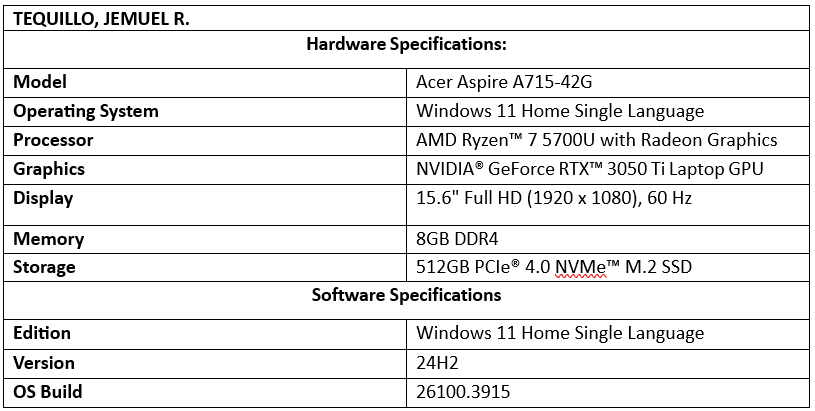 TEQUILLO, JEMUEL R.
Hardware Specifications:
Model Acer Aspire A715-42G
Operating System Windows 11 Home Single Language
Processor AMD Ryzen™ 7 5700U with Radeon Graphics
Graphics NVIDIA® GeForce RTX™ 3050 Ti Laptop GPU
Display 15.6" Full HD (1920 x 1080), 60 Hz
Memory 8GB DDR4
Storage 512GB PCIe® 4.0 NVMe™ M.2 SSD
Software Specifications
Edition Windows 11 Home Single Language
Version 24H2
OS Build 26100.3915